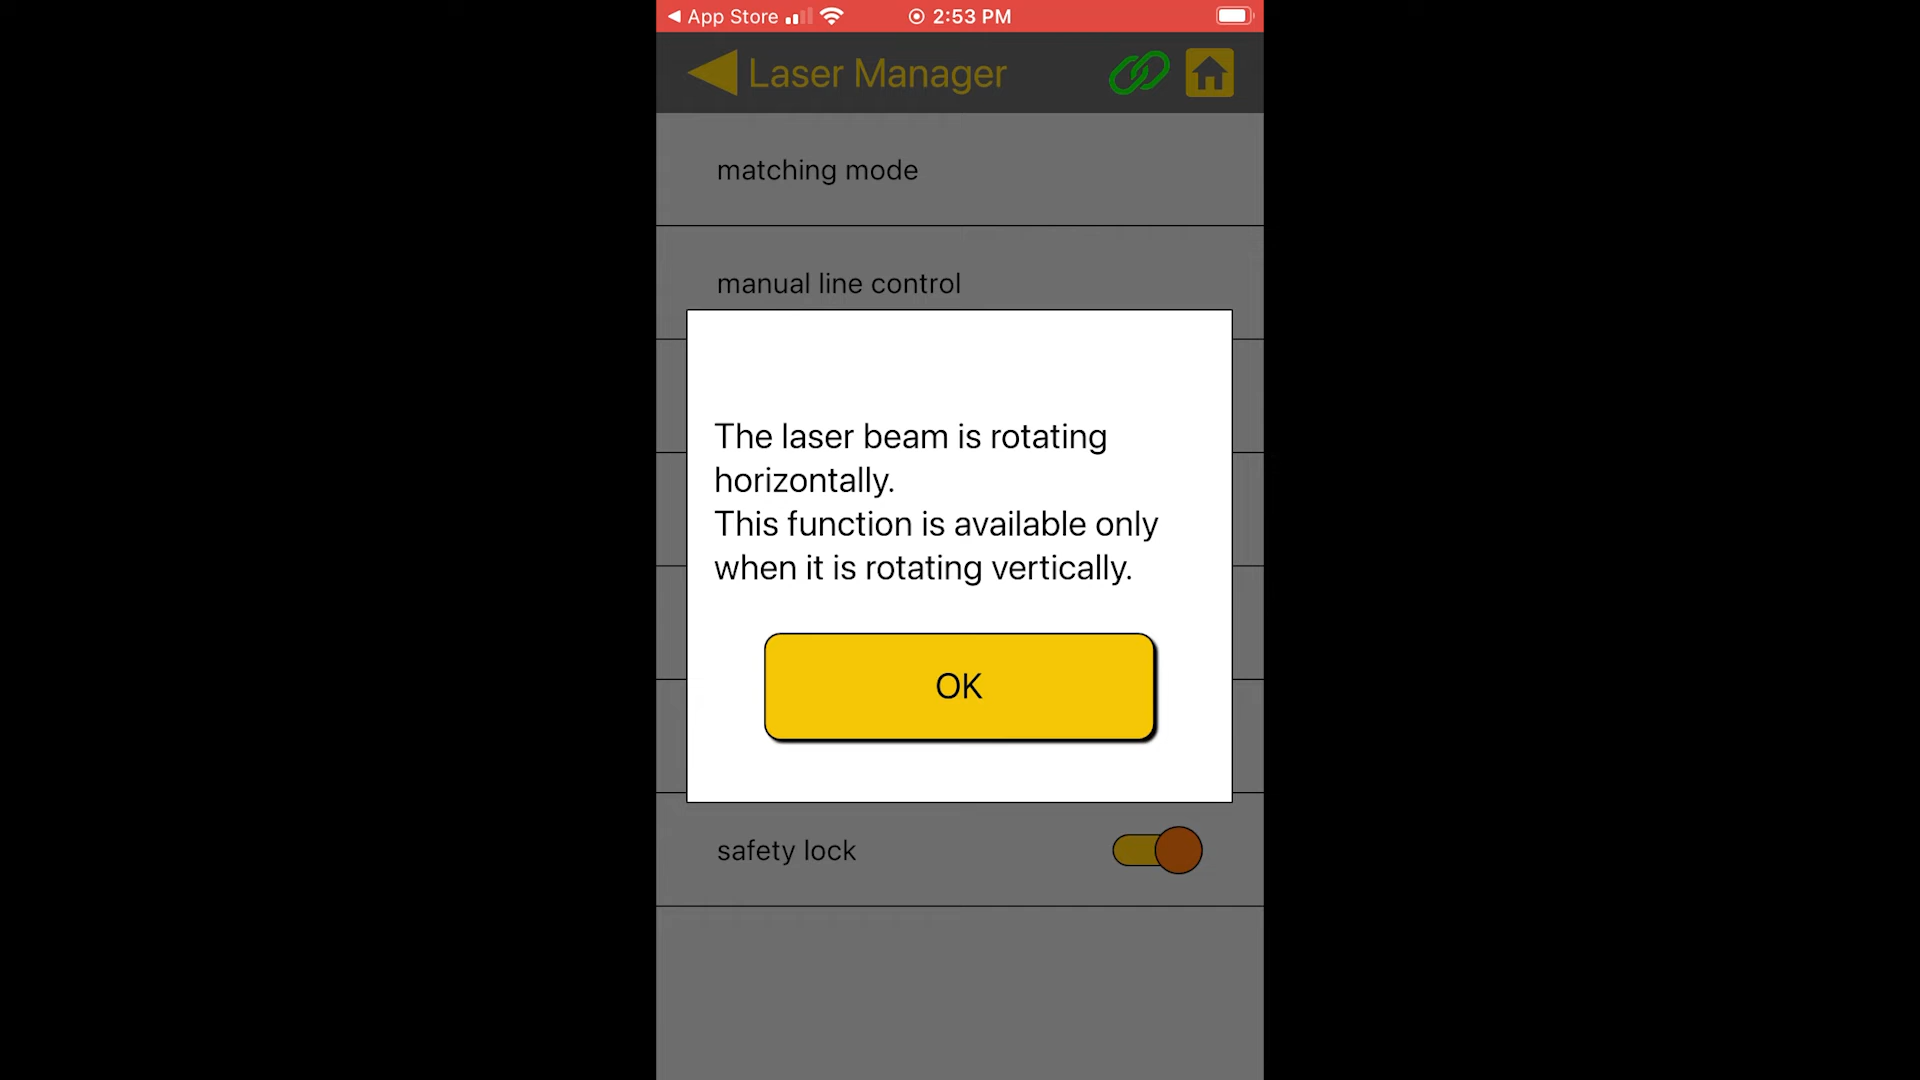 App Store
2:53 PM
Laser Manager
matching mode
manual line control
The laser beam is rotating
horizontally.
This function is available only
when it is rotating vertically.
OK
safety lock